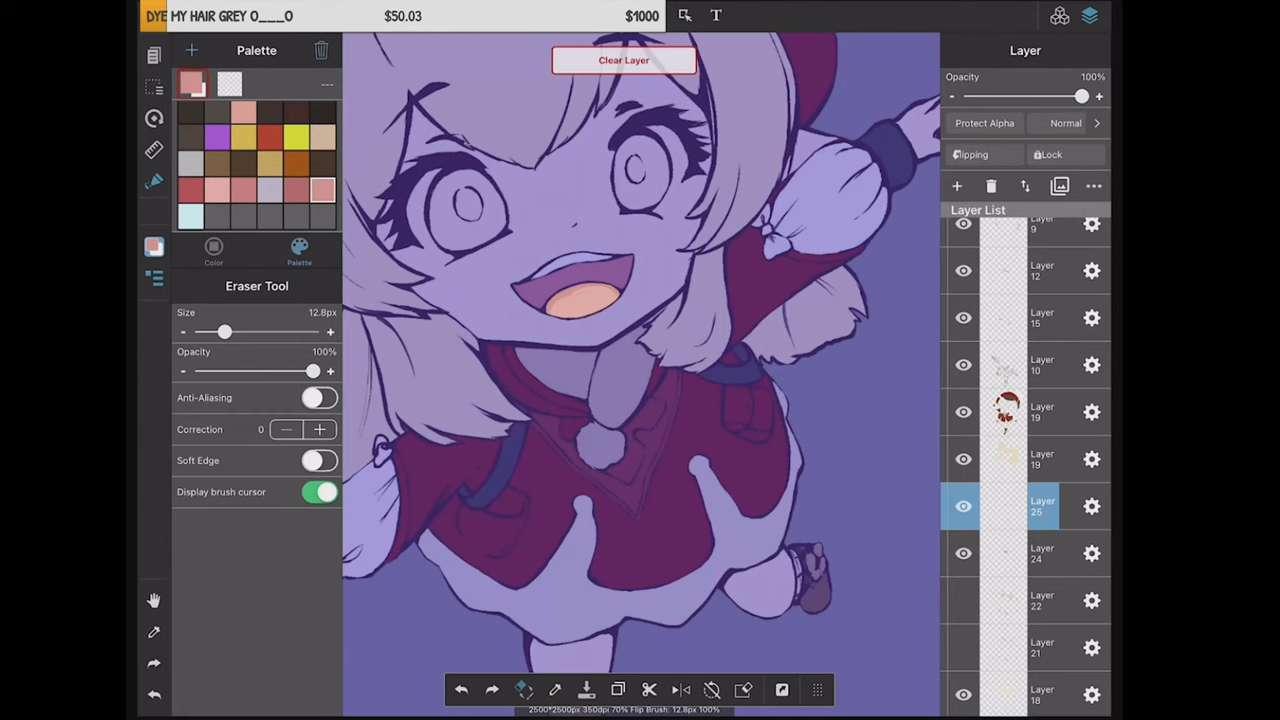 DYE MY HAIR GREY O___O $50.03 $1000
T
Palette
Clear Layer
Layer
Opacity 100%
- +
Protect Alpha Normal
Clipping Lock
Layer List
Layer 9
Layer 12
Layer 15
Layer 10
Layer 19
Layer 19
Layer 25
Layer 24
Layer 22
Layer 21
Layer 18
Color Palette
Eraser Tool
Size 12.8px
- +
Opacity 100%
- +
Anti-Aliasing
Correction 0 — +
Soft Edge
Display brush cursor
2500*2500px 350dpi 70% Flip Brush: 12.8px 100%